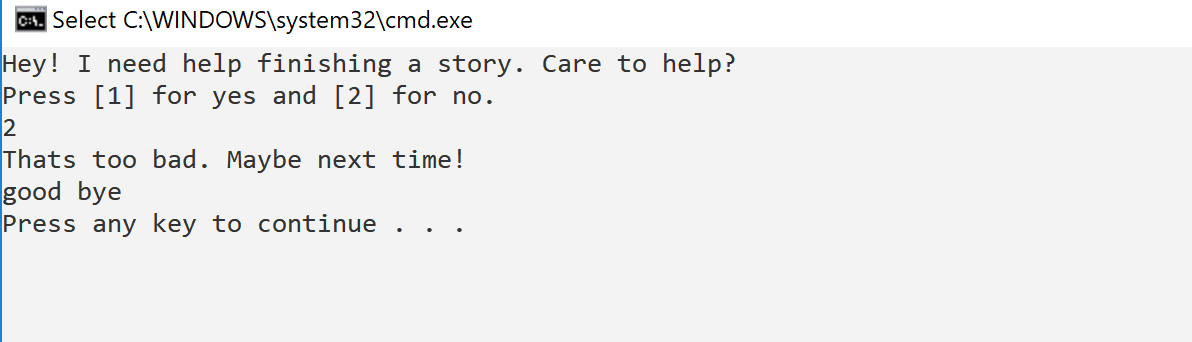 Select C:\WINDOWS\system32\cmd.exe
Hey! I need help finishing a story. Care to help?
Press [1] for yes and [2] for no.
2
Thats too bad. Maybe next time!
good bye
Press any key to continue . . .